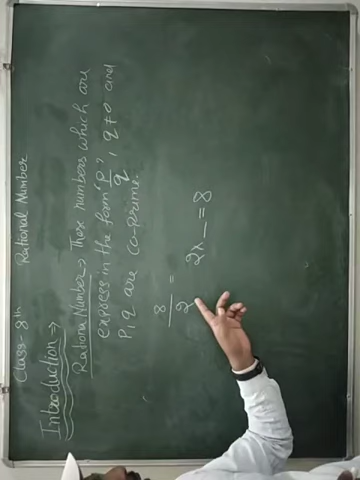 Class - 8th Rational Number
Introduction →
Rational Number → Those numbers which are
express in the form 'p/q', q ≠ 0 and
P, q are co-prime.
8/2 =
2x _ = 8